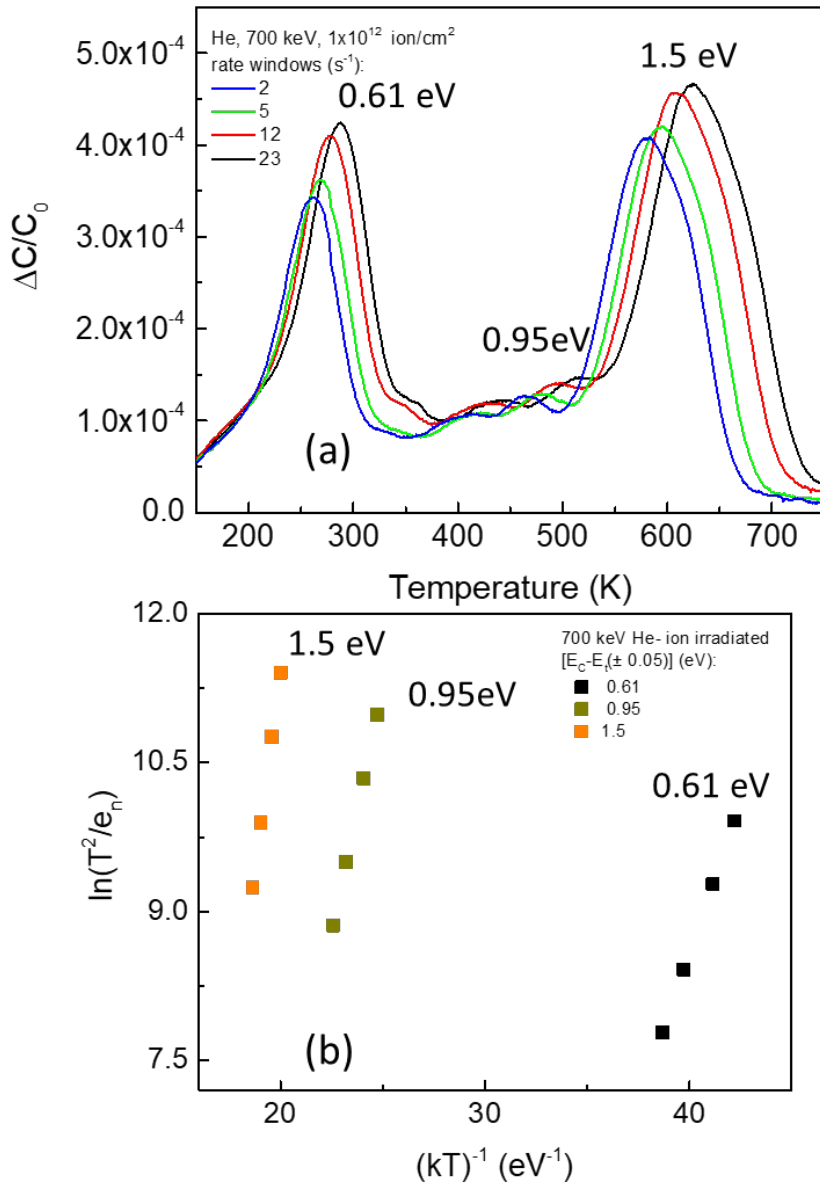 He, 700 keV, 1x10¹² ion/cm²
rate windows (s⁻¹):
2
5
12
23
0.61 eV
1.5 eV
0.95eV
(a)
5.0x10⁻⁴
4.0x10⁻⁴
3.0x10⁻⁴
2.0x10⁻⁴
1.0x10⁻⁴
0.0
ΔC/C₀
200 300 400 500 600 700
Temperature (K)
12.0
10.5
9.0
7.5
ln(T²/eₙ)
1.5 eV
0.95eV
0.61 eV
700 keV He- ion irradiated
[E_C-E_t(± 0.05)] (eV):
0.61
0.95
1.5
(b)
20 30 40
(kT)⁻¹ (eV⁻¹)